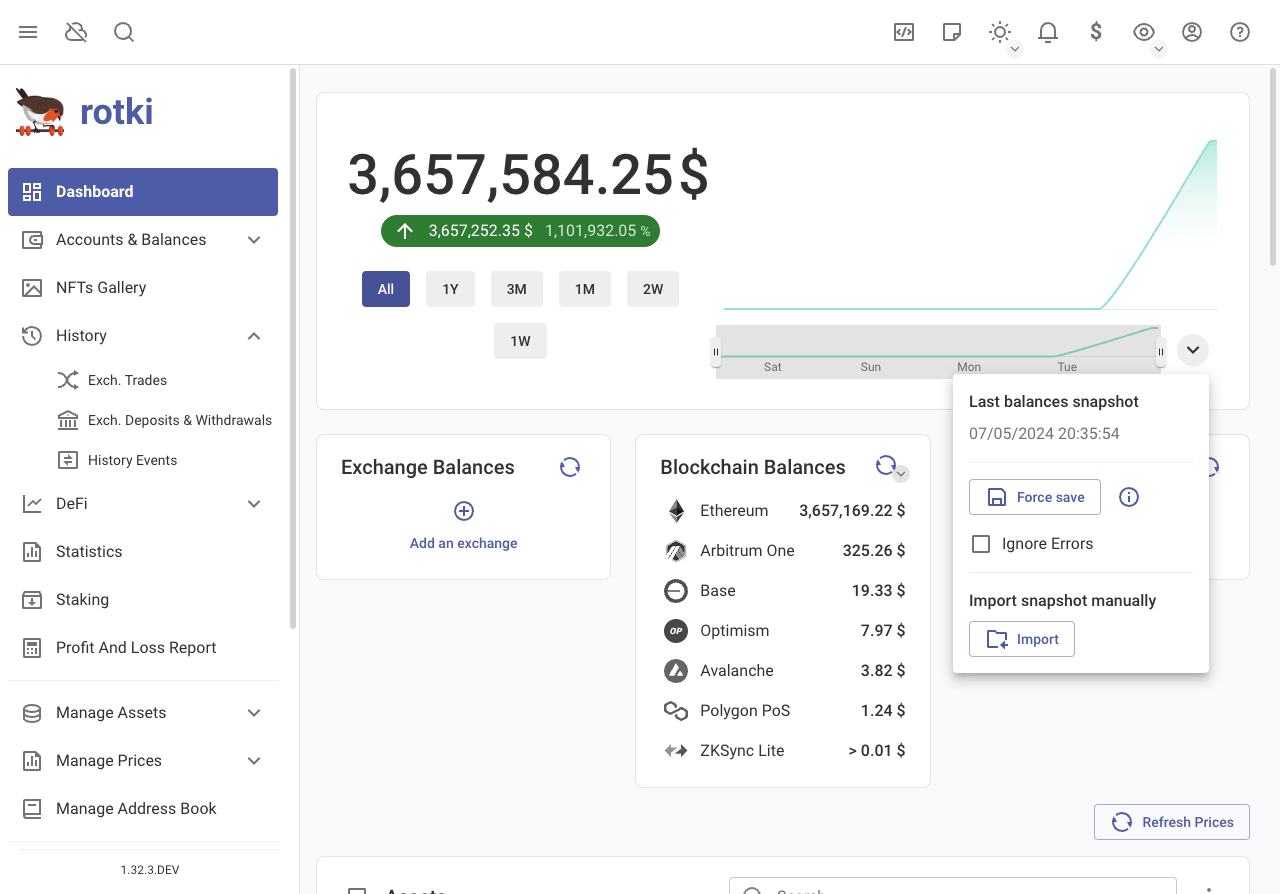 rotki
Dashboard
Accounts & Balances
NFTs Gallery
History
Exch. Trades
Exch. Deposits & Withdrawals
History Events
DeFi
Statistics
Staking
Profit And Loss Report
Manage Assets
Manage Prices
Manage Address Book
1.32.3.DEV
3,657,584.25 $
3,657,252.35 $ 1,101,932.05 %
All 1Y 3M 1M 2W
1W
Sat Sun Mon Tue
Last balances snapshot
07/05/2024 20:35:54
Force save
Ignore Errors
Import snapshot manually
Import
Exchange Balances
Add an exchange
Blockchain Balances
Ethereum 3,657,169.22 $
Arbitrum One 325.26 $
Base 19.33 $
OP Optimism 7.97 $
Avalanche 3.82 $
Polygon PoS 1.24 $
ZKSync Lite > 0.01 $
Refresh Prices
Assets
Search